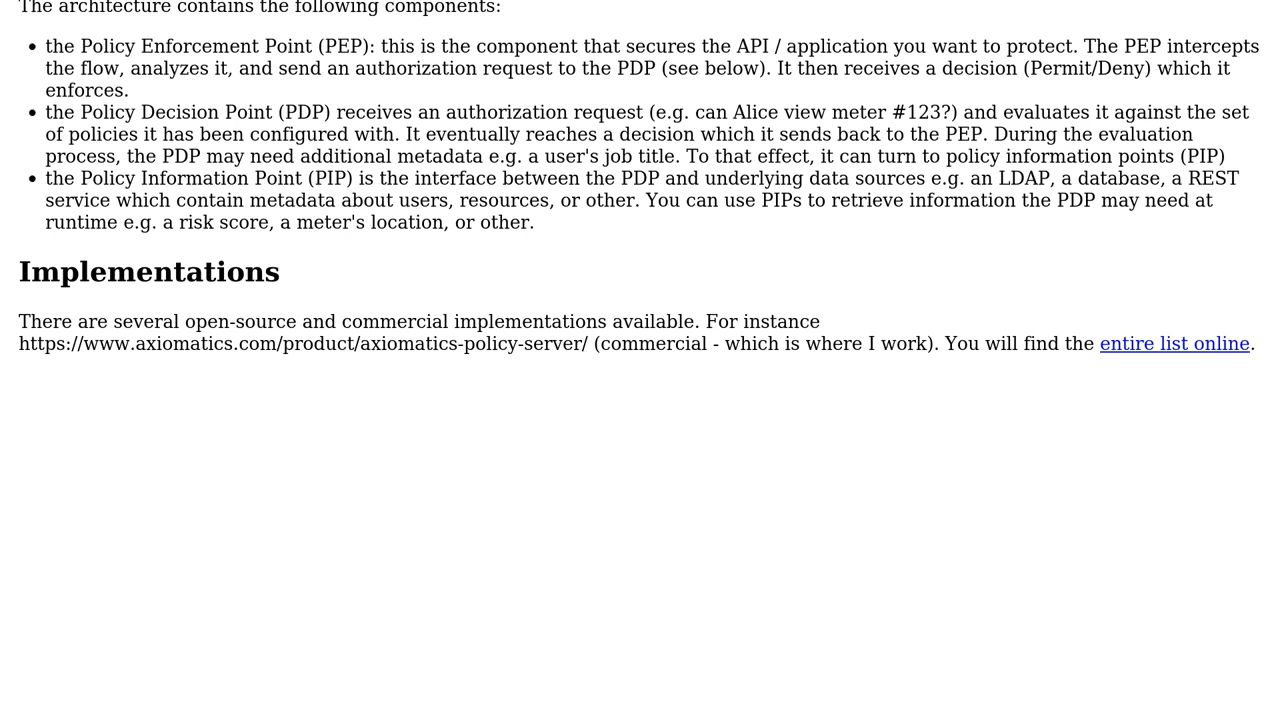 The architecture contains the following components:
• the Policy Enforcement Point (PEP): this is the component that secures the API / application you want to protect. The PEP intercepts
the flow, analyzes it, and send an authorization request to the PDP (see below). It then receives a decision (Permit/Deny) which it
enforces.
• the Policy Decision Point (PDP) receives an authorization request (e.g. can Alice view meter #123?) and evaluates it against the set
of policies it has been configured with. It eventually reaches a decision which it sends back to the PEP. During the evaluation
process, the PDP may need additional metadata e.g. a user's job title. To that effect, it can turn to policy information points (PIP)
• the Policy Information Point (PIP) is the interface between the PDP and underlying data sources e.g. an LDAP, a database, a REST
service which contain metadata about users, resources, or other. You can use PIPs to retrieve information the PDP may need at
runtime e.g. a risk score, a meter's location, or other.
Implementations
There are several open-source and commercial implementations available. For instance
https://www.axiomatics.com/product/axiomatics-policy-server/ (commercial - which is where I work). You will find the entire list online.